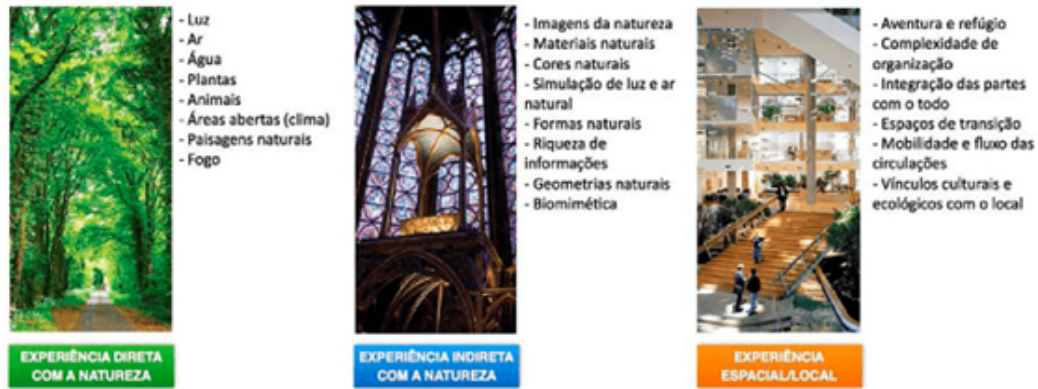 - Luz
- Ar
- Água
- Plantas
- Animais
- Áreas abertas (clima)
- Paisagens naturais
- Fogo
EXPERIÊNCIA DIRETA
COM A NATUREZA
- Imagens da natureza
- Materiais naturais
- Cores naturais
- Simulação de luz e ar
natural
- Formas naturais
- Riqueza de
informações
- Geometrias naturais
- Biomimética
EXPERIÊNCIA INDIRETA
COM A NATUREZA
- Aventura e refúgio
- Complexidade de
organização
- Integração das partes
com o todo
- Espaços de transição
- Mobilidade e fluxo das
circulações
- Vínculos culturais e
ecológicos com o local
EXPERIÊNCIA
ESPACIAL/LOCAL